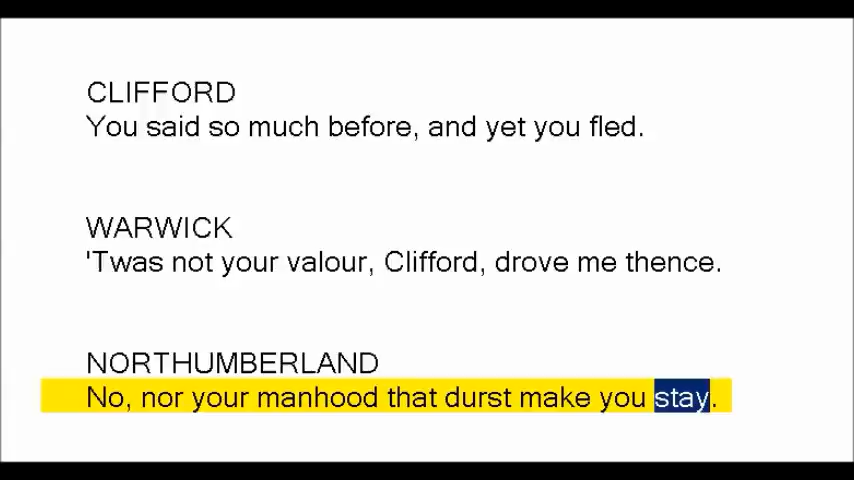 CLIFFORD
You said so much before, and yet you fled.
WARWICK
'Twas not your valour, Clifford, drove me thence.
NORTHUMBERLAND
No, nor your manhood that durst make you stay.